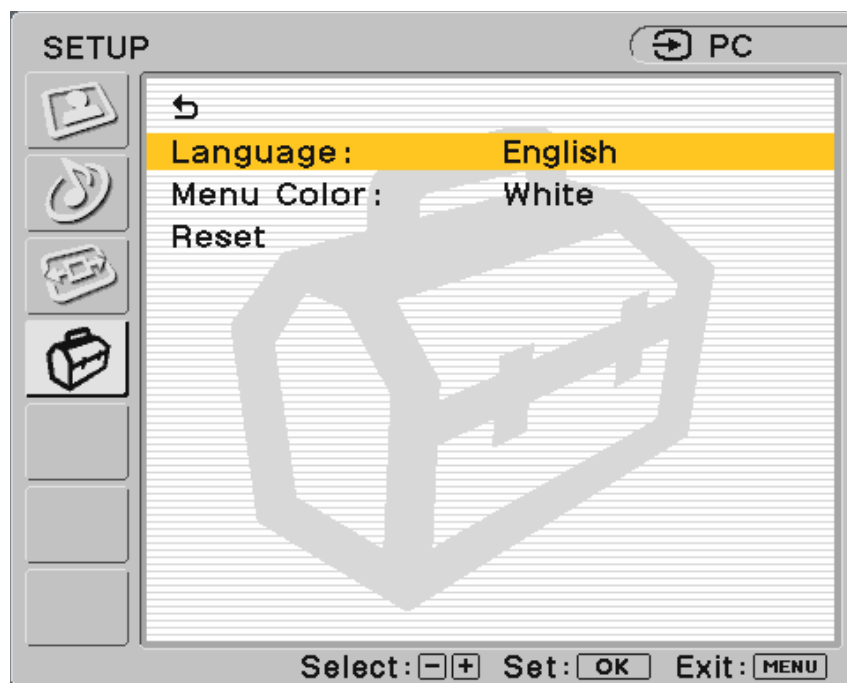 SETUP PC
Language: English
Menu Color: White
Reset
Select: - + Set: OK Exit: MENU